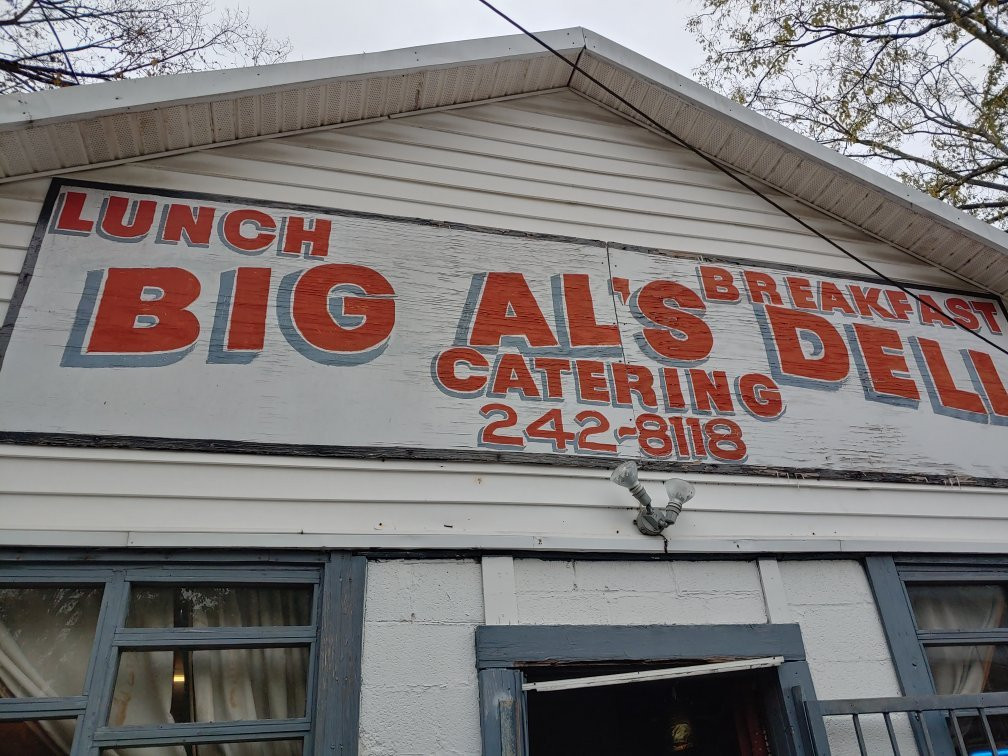 LUNCH
BREAKFAST
BIG AL'S DELI
CATERING
242-8118